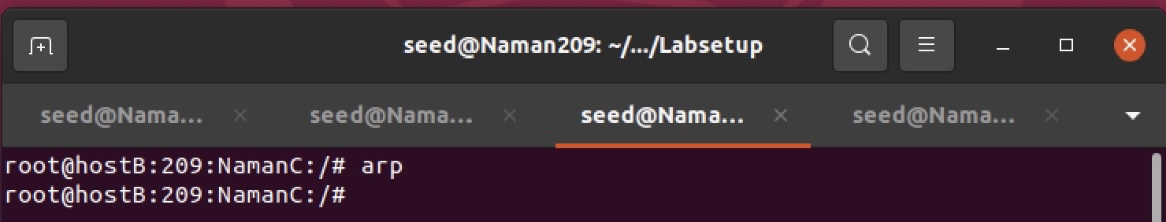 seed@Naman209: ~/.../Labsetup
seed@Nama... seed@Nama... seed@Nama... seed@Nama...
root@hostB:209:NamanC:/# arp
root@hostB:209:NamanC:/#